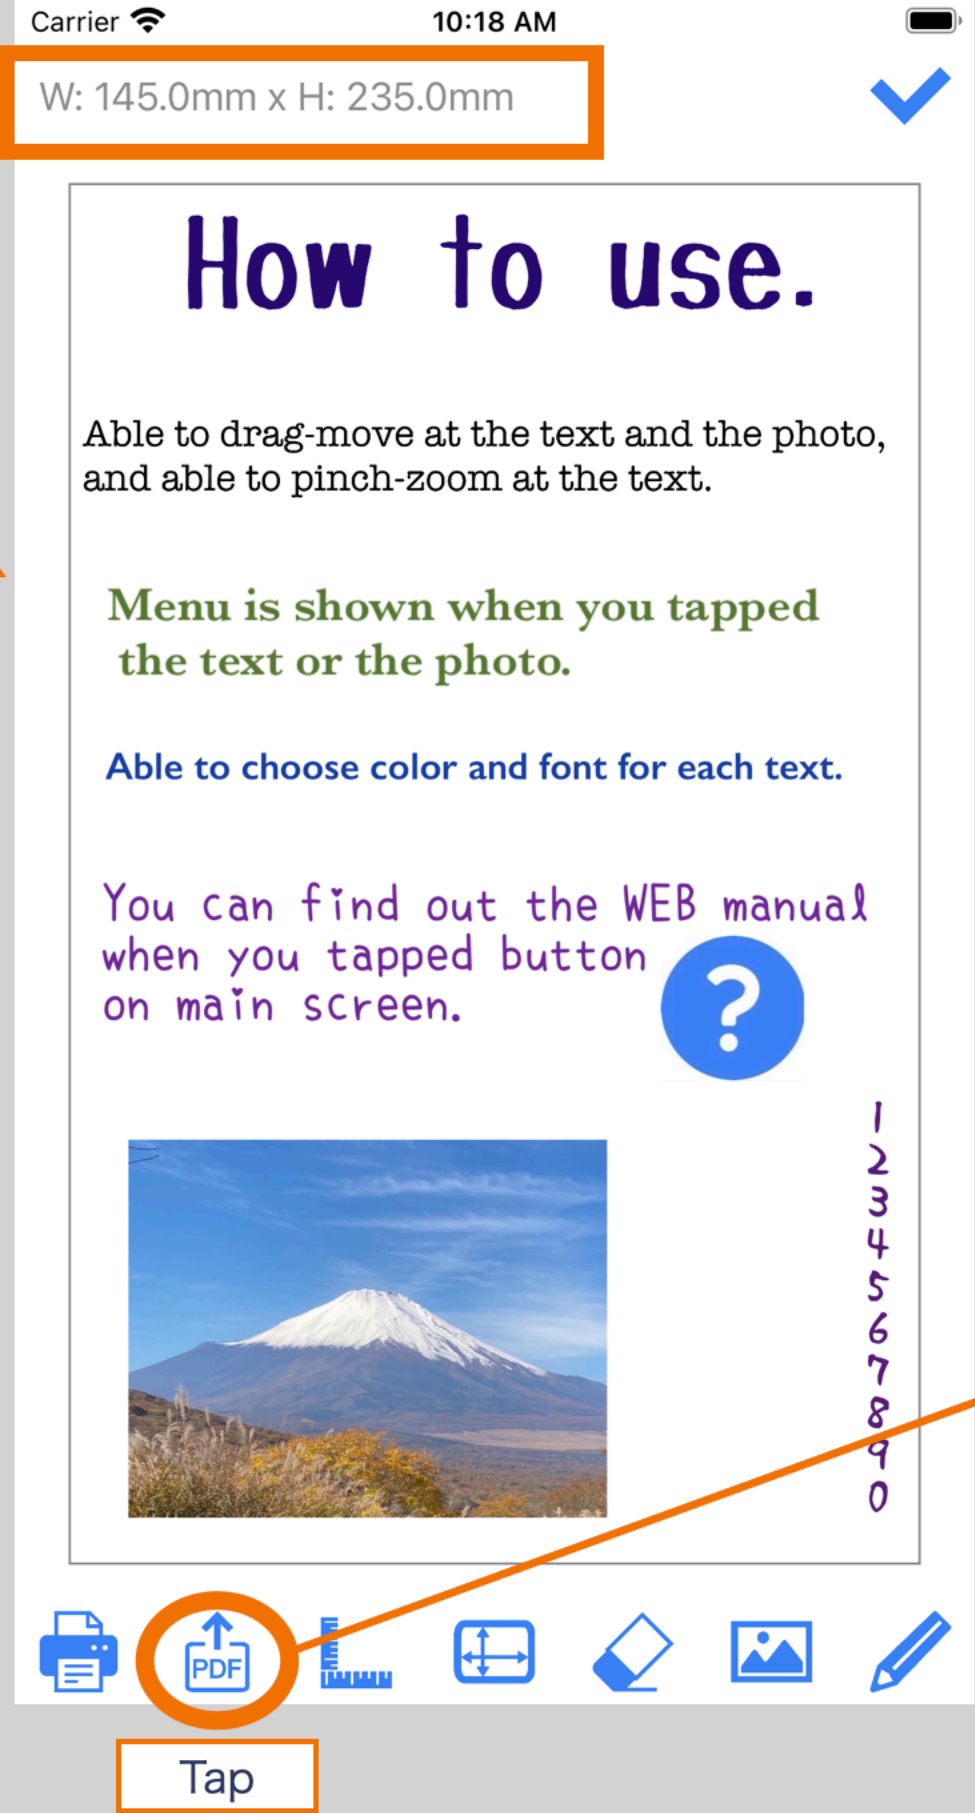 Carrier 10:18 AM
W: 145.0mm x H: 235.0mm
How to use.
Able to drag-move at the text and the photo,
and able to pinch-zoom at the text.
Menu is shown when you tapped
the text or the photo.
Able to choose color and font for each text.
You can find out the WEB manual
when you tapped button
on main screen.
?
1
2
3
4
5
6
7
8
9
0
PDF
Tap